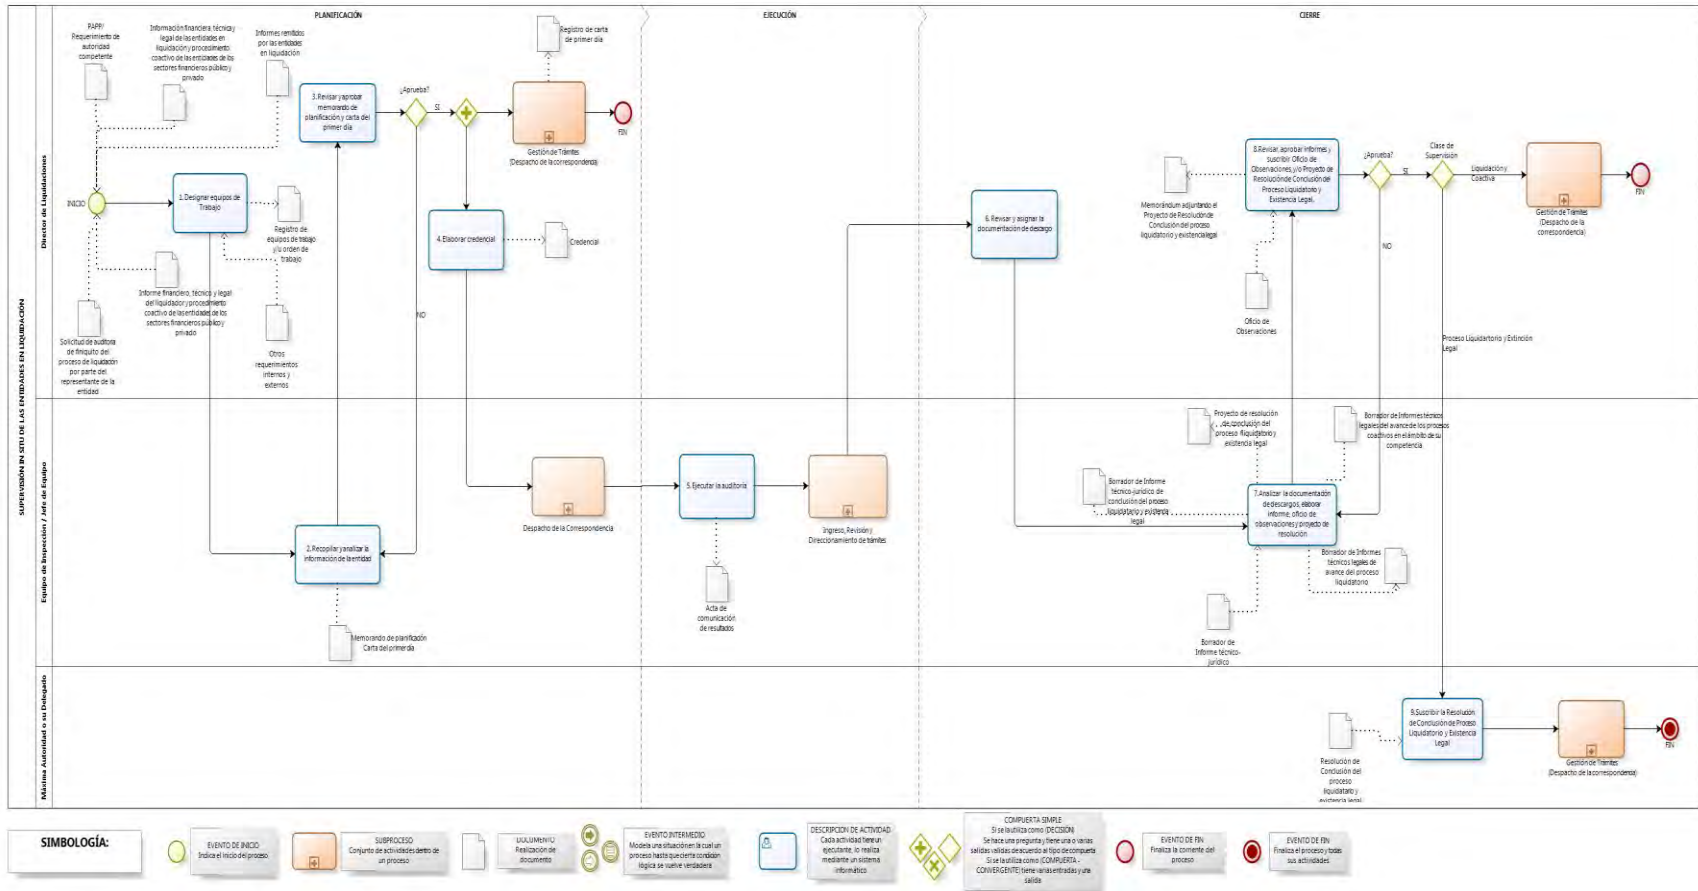 PLANIFICACIÓN
EJECUCIÓN
CIERRE
SUPERVISIÓN IN SITU DE LAS ENTIDADES EN LIQUIDACIÓN
Director de Liquidaciones
PAPP/
Requerimiento de
autoridad
competente
Información financiera, técnica y
legal de las entidades en
liquidación y procedimiento
coactivo de las entidades de los
sectores financieros público y
privado
Informes remitidos
por las entidades
en liquidación
INICIO
1. Designar equipos de
Trabajo
Registro de
equipos de trabajo
y/u orden de
trabajo
Informe financiero, técnico y legal
del liquidador y procedimiento
coactivo de las entidades de los
sectores financieros público y
privado
Solicitud de auditoría
de finiquito del
proceso de liquidación
por parte del
representante de la
entidad
Otros
requerimientos
internos y
externos
3. Revisar y aprobar
memorando de
planificación y carta del
primer día
¿Aprueba?
SI
NO
Registro de carta
de primer día
Gestión de Trámites
(Despacho de la correspondencia)
FIN
4. Elaborar credencial
Credencial
6. Revisar y asignar la
documentación de descargo
8.Revisar, aprobar informes y
suscribir Oficio de
Observaciones, y/o Proyecto de
Resolución de Conclusión del
Proceso Liquidatorio y
Existencia Legal.
Memorándum adjuntando el
Proyecto de Resolución de
Conclusión del proceso
liquidatorio y existencia legal
Oficio de
Observaciones
¿Aprueba?
SI
NO
Clase de
Supervisión
Liquidación y
Coactiva
Gestión de Trámites
(Despacho de la
correspondencia)
FIN
Proceso Liquidartorio y Extinción
Legal
Equipo de Inspección / Jefe de Equipo
2. Recopilar y analizar la
información de la entidad
Memorando de planificación
Carta del primer día
Despacho de la Correspondencia
5. Ejecutar la auditoría
Acta de
comunicación
de resultados
Ingreso, Revisión y
Direccionamiento de trámites
Proyecto de resolución
de conclusión del
proceso liquidatorio y
existencia legal
Borrador de Informes técnicos
legales del avance de los procesos
coactivos en el ámbito de su
competencia
Borrador de Informe
técnico-jurídico de
conclusión del proceso
liquidatario y existencia
legal
7. Analizar la documentación
de descargos, elaborar
informe, oficio de
observaciones y proyecto de
resolución
Borrador de Informes
técnicos legales de
avance del proceso
liquidatorio
Borrador de
Informe técnico-
jurídico
Máxima Autoridad o su Delegado
9.Suscribir la Resolución
de Conclusión de Proceso
Liquidatorio y Existencia
Legal
Resolución de
Conclusión del
proceso
liquidatario y
existencia legal
Gestión de Trámites
(Despacho de la correspondencia)
FIN
SIMBOLOGÍA:
EVENTO DE INICIO
Indica el inicio del proceso
SUBPROCESO
Conjunto de actividades dentro de
un proceso
DOCUMENTO
Realización de
documento
EVENTO INTERMEDIO
Modela una situación en la cual un
proceso hasta que cierta condición
lógica se vuelve verdadera
DESCRIPCION DE ACTIVIDAD
Cada actividad tiene un
ejecutante, lo realiza
mediante un sistema
informático
COMPUERTA SIMPLE
Si se la utiliza como (DECISIÓN)
Se hace una pregunta y tiene una o varias
salidas validas de acuerdo al tipo de compuerta
Si se la utiliza como (COMPUERTA -
CONVERGENTE) tiene varias entradas y una
salida
EVENTO DE FIN
Finaliza la corriente del
proceso
EVENTO DE FIN
Finaliza el proceso y todas
sus actividades.